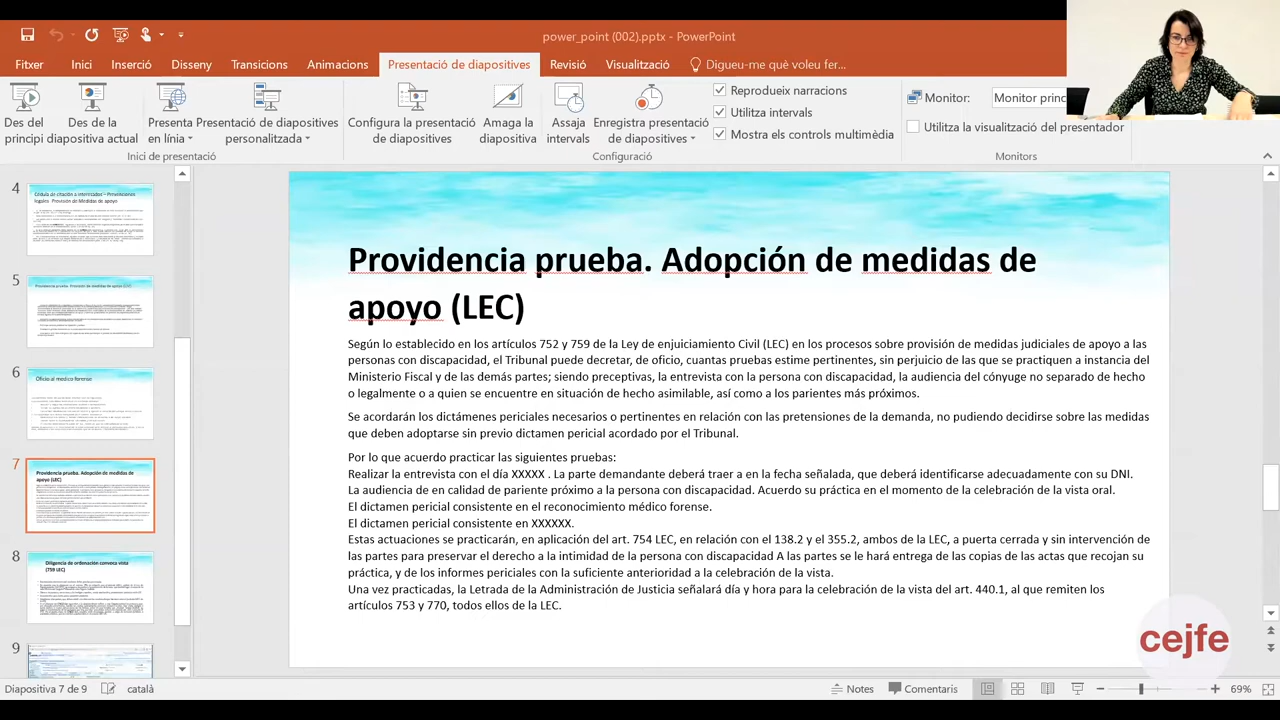 power_point (002).pptx - PowerPoint
Fitxer Inici Inserció Disseny Transicions Animacions Presentació de diapositives Revisió Visualització Digueu-me què voleu fer...
Des del principi
Des de la diapositiva actual
Presenta en línia
Presentació de diapositives personalitzada
Inici de presentació
Configura la presentació de diapositives
Amaga la diapositiva
Assaja intervals
Enregistra presentació de diapositives
Reprodueix narracions
Utilitza intervals
Mostra els controls multimèdia
Configuració
Monitor: Monitor princ
Utilitza la visualització del presentador
Monitors
4
Cédula de citación a interesados – Prevenciones
legales Provisión de Medidas de apoyo
5
Providencia prueba. Provisión de medidas de apoyo (LEC)
6
Oficio al medico forense
7
Providencia prueba. Adopción de medidas de
apoyo (LEC)
8
Diligencia de ordenación convoca vista
(759 LEC)
9
Providencia prueba. Adopción de medidas de
apoyo (LEC)
Según lo establecido en los artículos 752 y 759 de la Ley de enjuiciamiento Civil (LEC) en los procesos sobre provisión de medidas judiciales de apoyo a las
personas con discapacidad, el Tribunal puede decretar, de oficio, cuantas pruebas estime pertinentes, sin perjuicio de las que se practiquen a instancia del
Ministerio Fiscal y de las demás partes; siendo preceptivas, la entrevista con la persona con discapacidad, la audiencia del cónyuge no separado de hecho
o legalmente o a quien se encuentre en situación de hecho asimilable, así como a los parientes más próximos.
Se acordarán los dictámenes periciales necesarios o pertinentes en relación con las pretensiones de la demanda, no pudiendo decidirse sobre las medidas
que deben adoptarse sin previo dictamen pericial acordado por el Tribunal.
Por lo que acuerdo practicar las siguientes pruebas:
Realizar la entrevista con el día XXXXX. La parte demandante deberá traer a la persona indicada, que deberá identificarse adecuadamente con su DNI.
La audiencia de en calidad de pariente próximo a la persona con discapacidad. Acuerdo su práctica en el momento de la celebración de la vista oral.
El dictamen pericial consistente en reconocimiento médico forense.
El dictamen pericial consistente en XXXXXX.
Estas actuaciones se practicarán, en aplicación del art. 754 LEC, en relación con el 138.2 y el 355.2, ambos de la LEC, a puerta cerrada y sin intervención de
las partes para preservar el derecho a la intimidad de la persona con discapacidad A las partes se le hará entrega de las copias de las actas que recojan su
práctica, y de los informes periciales con la suficiente anterioridad a la celebración de la vista.
Una vez practicadas, la Letrada de la Administración de Justicia señalará día y hora para la celebración de la vista del art. 440.1, al que remiten los
artículos 753 y 770, todos ellos de la LEC.
cejfe
Diapositiva 7 de 9 català Notes Comentaris 69%